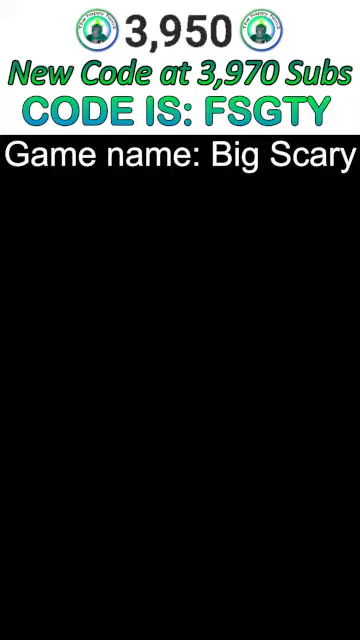 3,950
New Code at 3,970 Subs
CODE IS: FSGTY
Game name: Big Scary